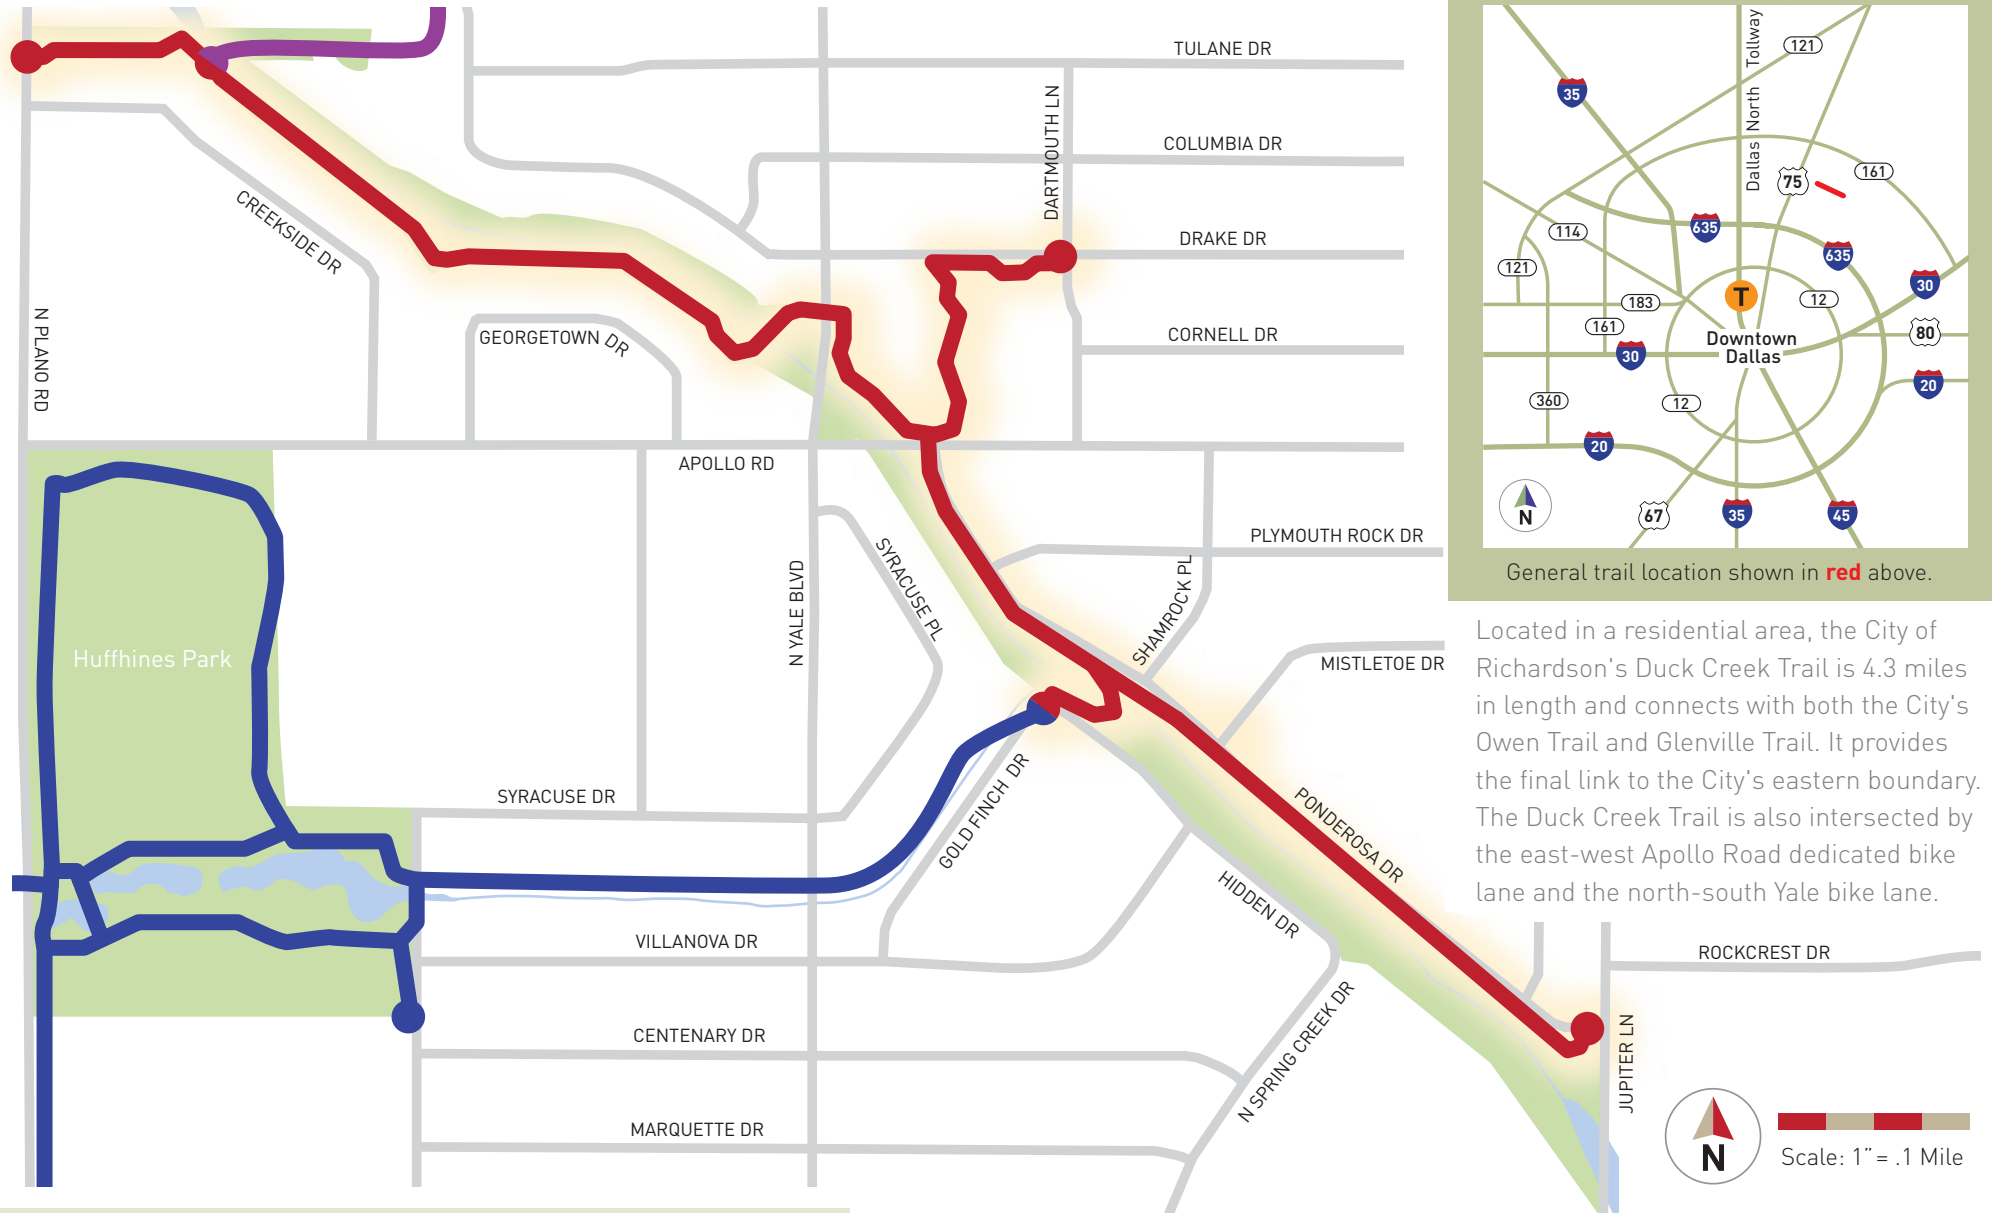 TULANE DR
COLUMBIA DR
DARTMOUTH LN
DRAKE DR
CORNELL DR
CREEKSIDE DR
GEORGETOWN DR
N PLANO RD
APOLLO RD
PLYMOUTH ROCK DR
SYRACUSE PL
N YALE BLVD
SHAMROCK PL
MISTLETOE DR
Huffhines Park
SYRACUSE DR
GOLD FINCH DR
PONDEROSA DR
HIDDEN DR
VILLANOVA DR
CENTENARY DR
MARQUETTE DR
N SPRING CREEK DR
ROCKCREST DR
JUPITER LN
N
Scale: 1” = .1 Mile
Dallas North Tollway
121
35
75
161
114
635
635
121
30
183
12
161
T
Downtown
Dallas
80
30
20
360
12
20
N
67
35
45
General trail location shown in red above.
Located in a residential area, the City of
Richardson's Duck Creek Trail is 4.3 miles
in length and connects with both the City's
Owen Trail and Glenville Trail. It provides
the final link to the City's eastern boundary.
The Duck Creek Trail is also intersected by
the east-west Apollo Road dedicated bike
lane and the north-south Yale bike lane.